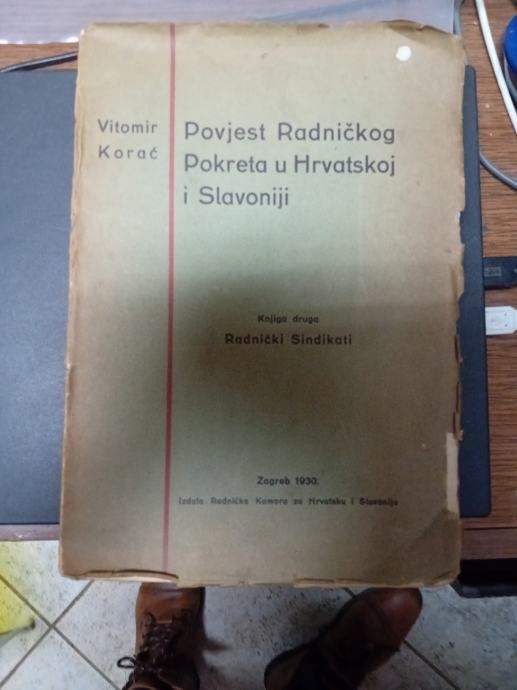 Vitomir
Korać
Povjest Radničkog
Pokreta u Hrvatskoj
i Slavoniji
Knjiga druga
Radnički Sindikati
Zagreb 1930.
Izdala Radnička Komora za Hrvatsku i Slavoniju